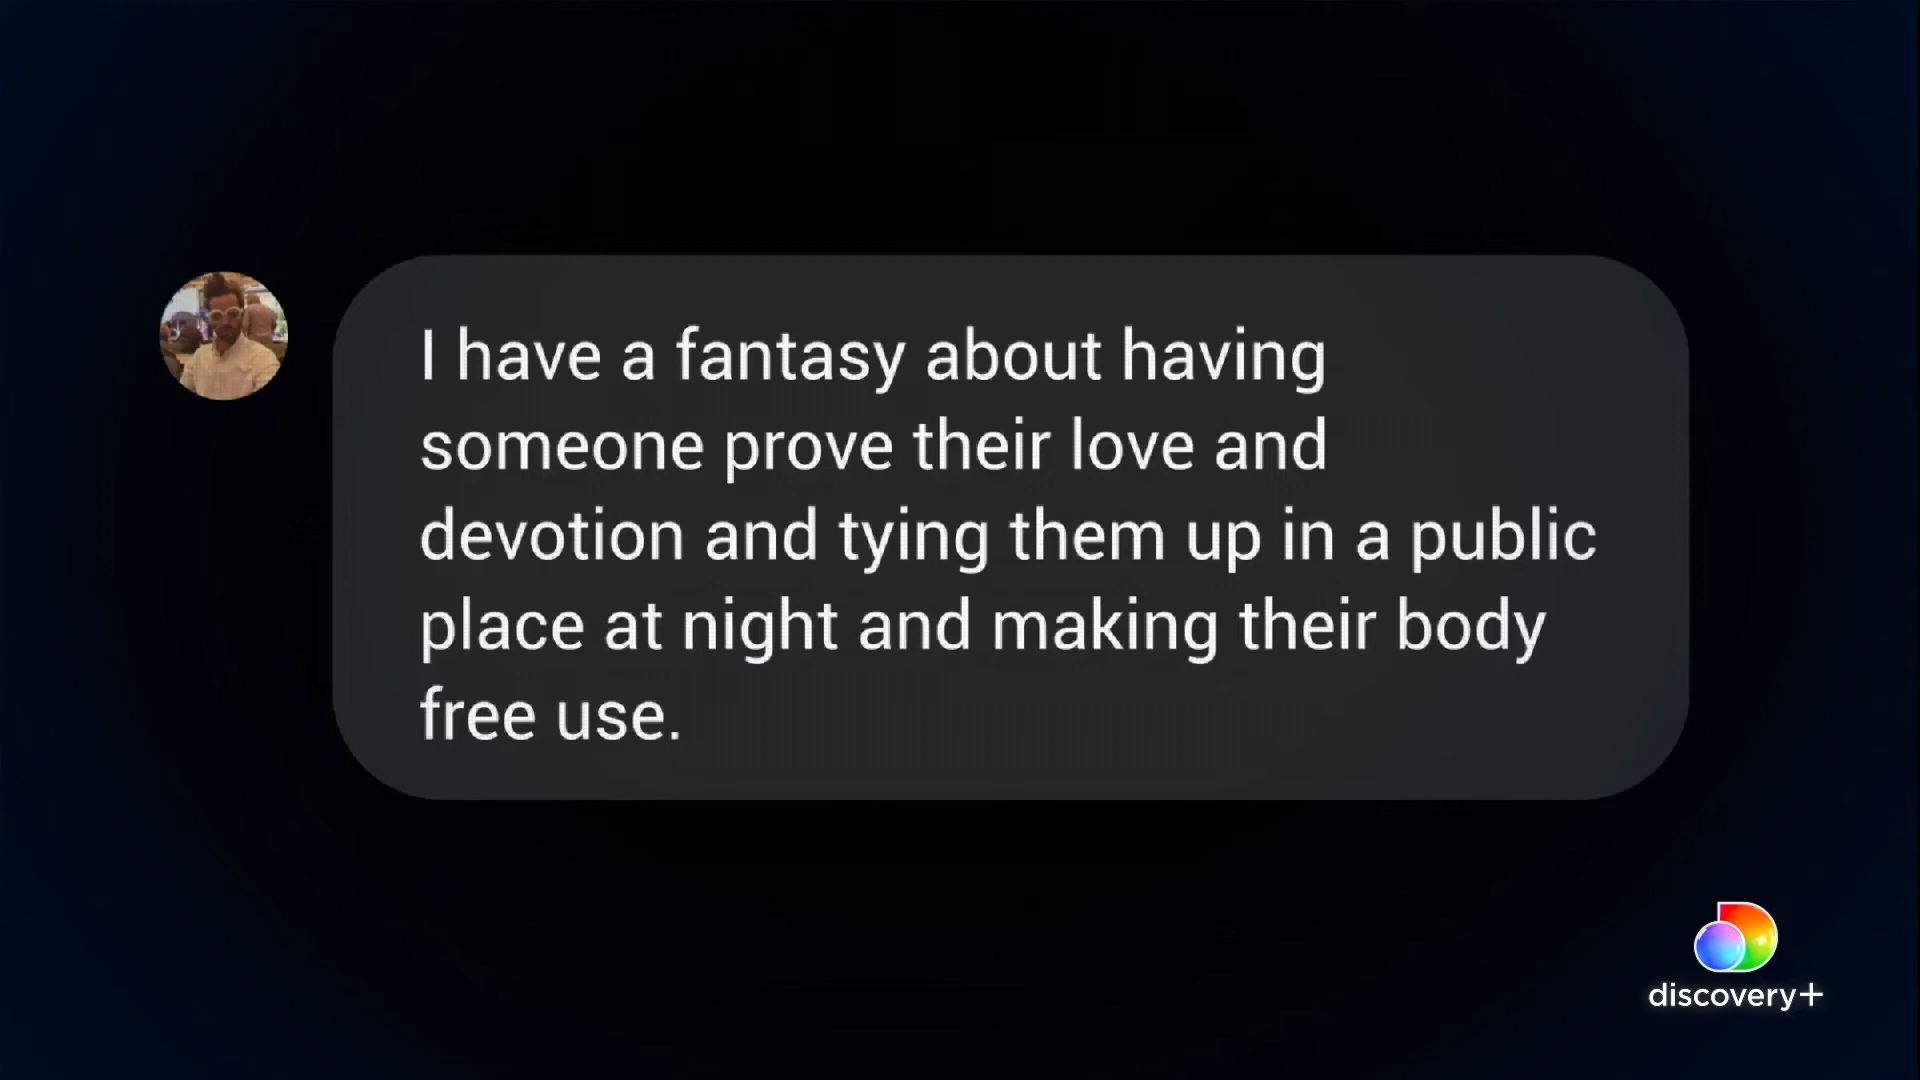 I have a fantasy about having
someone prove their love and
devotion and tying them up in a public
place at night and making their body
free use.
discovery+